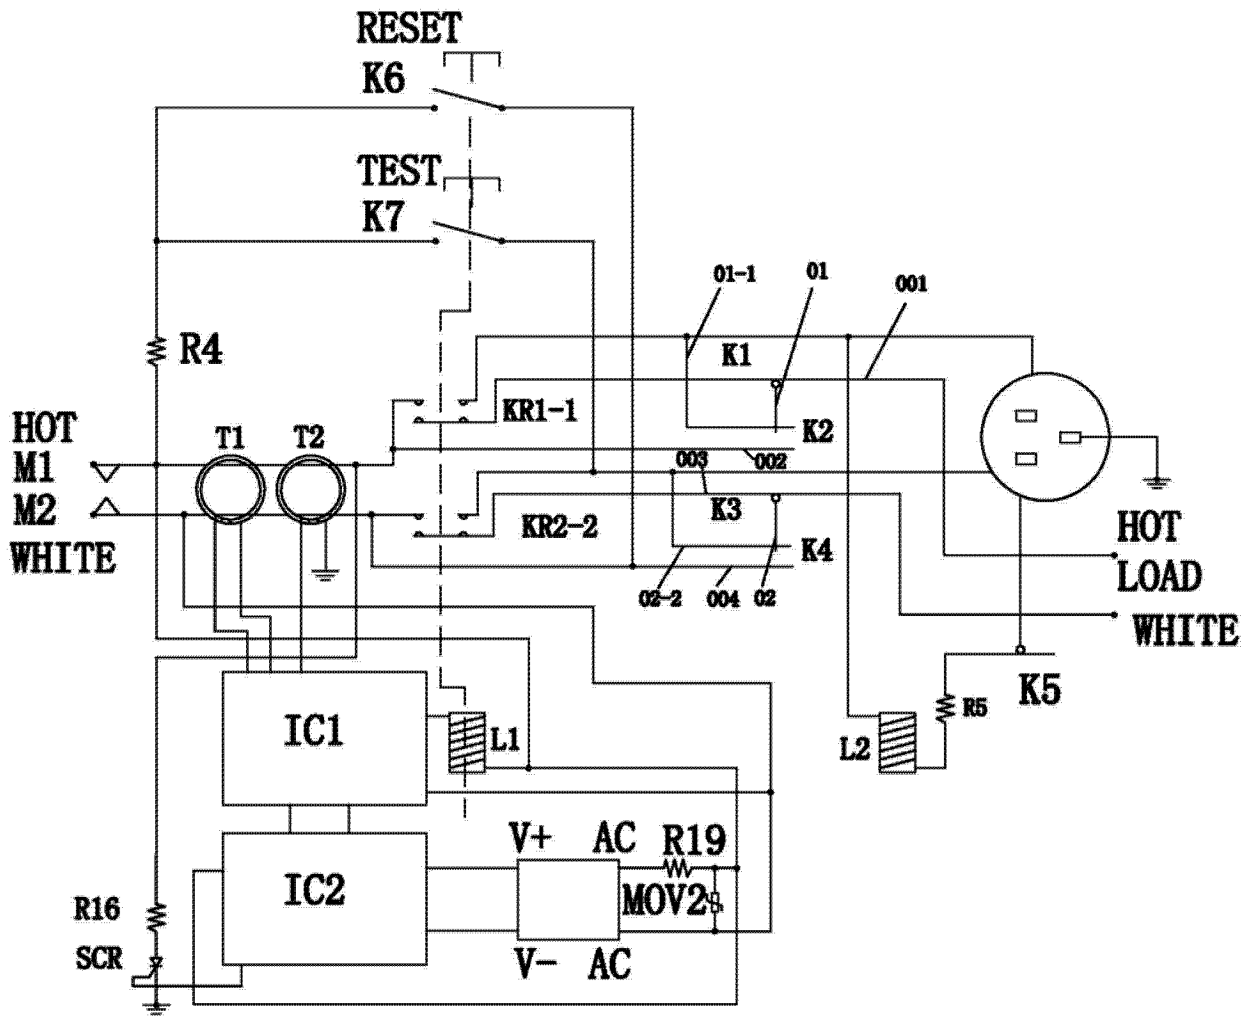 RESET
K6
TEST
K7
01-1
01
001
R4
K1
HOT
T1
T2
KR1-1
K2
M1
003
002
M2
K3
HOT
WHITE
KR2-2
K4
LOAD
02-2
004
02
WHITE
K5
R5
IC1
L1
L2
V+
AC
R19
IC2
MOV2
R16
SCR
V-
AC